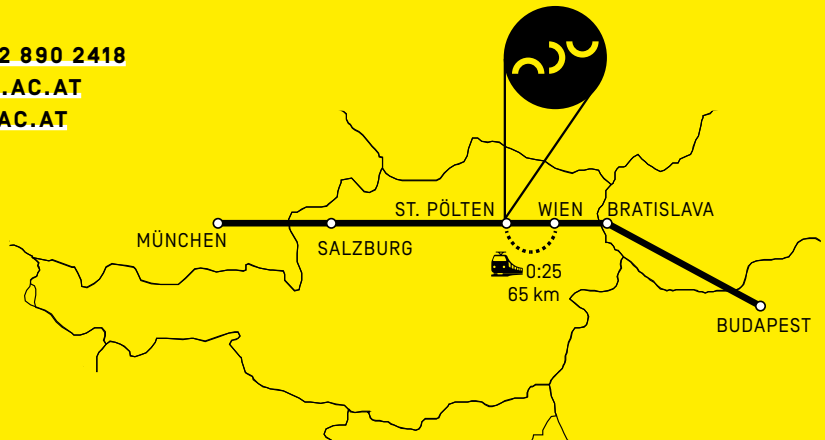 2 890 2418
.AC.AT
AC.AT
ST. PÖLTEN
WIEN
BRATISLAVA
MÜNCHEN
SALZBURG
0:25
65 km
BUDAPEST